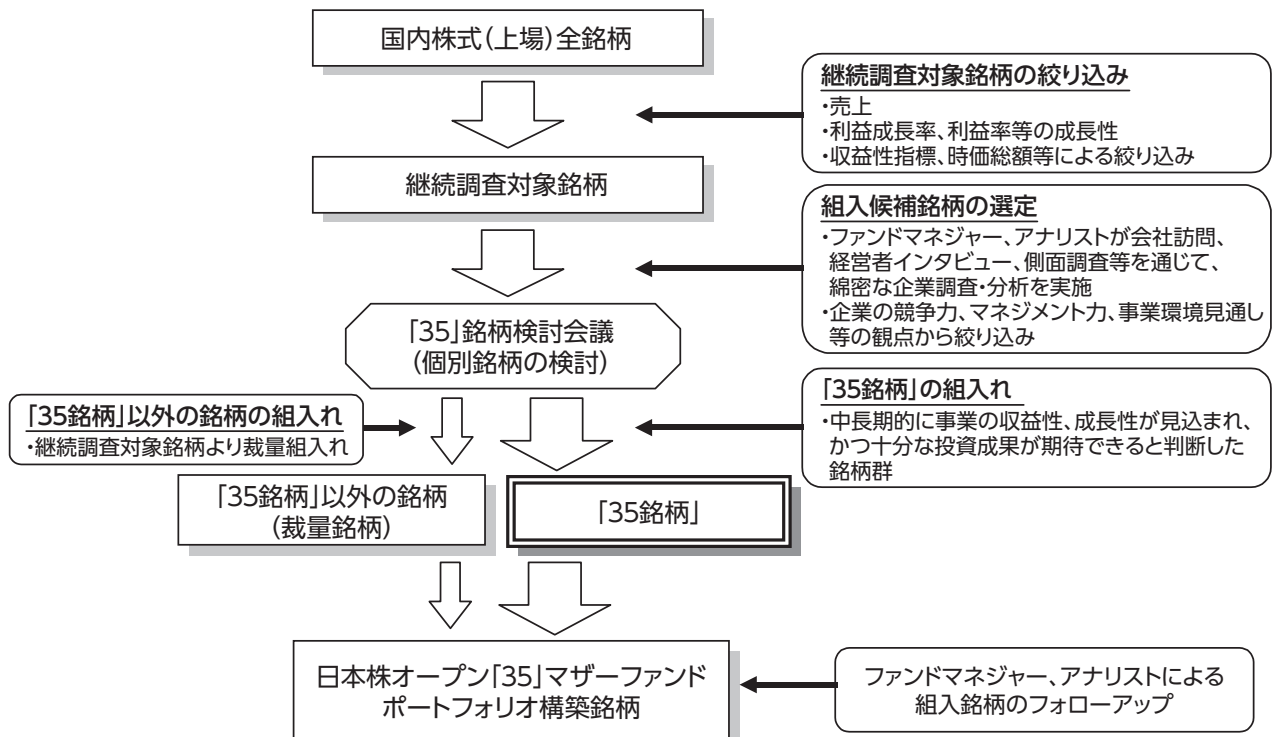 国内株式(上場)全銘柄
継続調査対象銘柄の絞り込み
・売上
・利益成長率、利益率等の成長性
・収益性指標、時価総額等による絞り込み
継続調査対象銘柄
組入候補銘柄の選定
・ファンドマネジャー、アナリストが会社訪問、
経営者インタビュー、側面調査等を通じて、
綿密な企業調査・分析を実施
・企業の競争力、マネジメント力、事業環境見通し
等の観点から絞り込み
「35」銘柄検討会議
(個別銘柄の検討)
「35銘柄」以外の銘柄の組入れ
・継続調査対象銘柄より裁量組入れ
「35銘柄」の組入れ
・中長期的に事業の収益性、成長性が見込まれ、
かつ十分な投資成果が期待できると判断した
銘柄群
「35銘柄」以外の銘柄
(裁量銘柄)
「35銘柄」
日本株オープン「35」マザーファンド
ポートフォリオ構築銘柄
ファンドマネジャー、アナリストによる
組入銘柄のフォローアップ